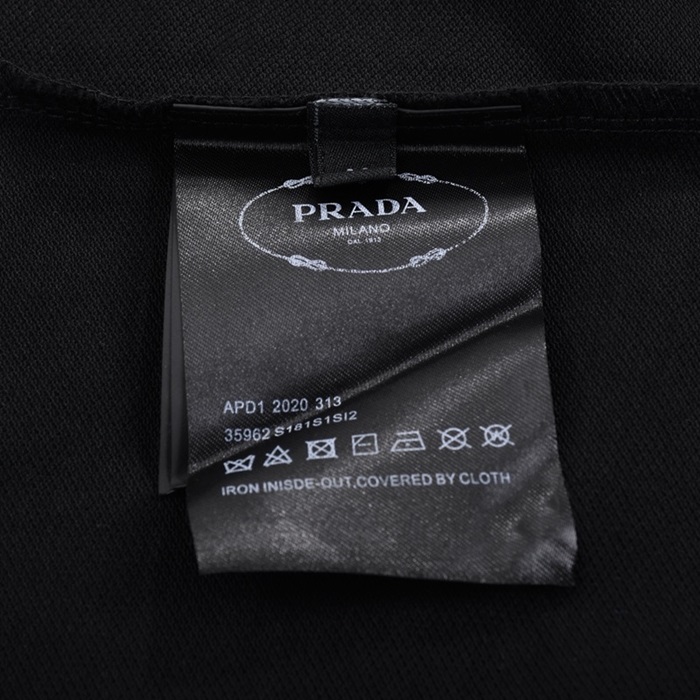 PRADA
MILANO
DAL 1913
APD1 2020 313
35962 S181S1SI2
IRON INISDE-OUT,COVERED BY CLOTH